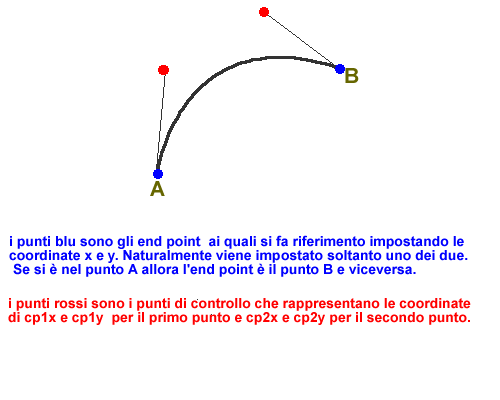 B
A
i punti blu sono gli end point  ai quali si fa riferimento impostando le
coordinate x e y. Naturalmente viene impostato soltanto uno dei due.
Se si è nel punto A allora l'end point è il punto B e viceversa.
i punti rossi sono i punti di controllo che rappresentano le coordinate
di cp1x e cp1y  per il primo punto e cp2x e cp2y per il secondo punto.